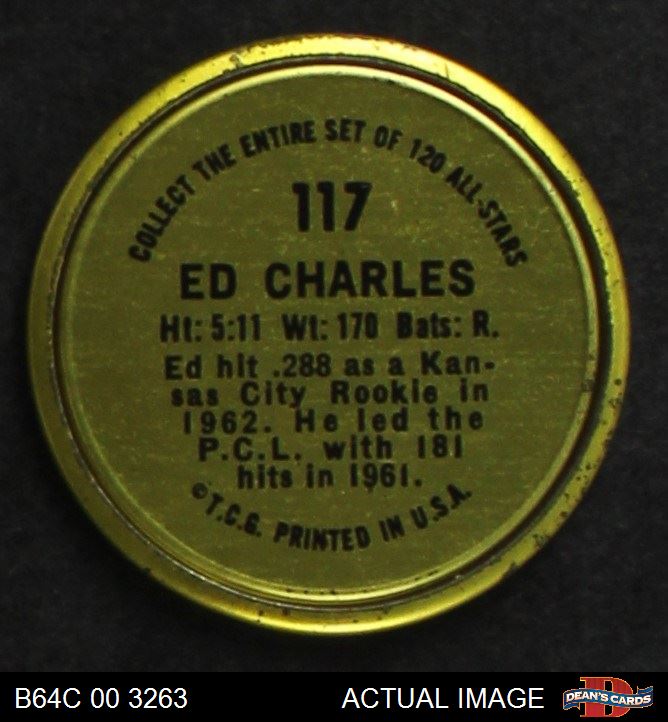 COLLECT THE ENTIRE SET OF 120 ALL-STARS
117
ED CHARLES
Ht: 5:11 Wt: 170 Bats: R.
Ed hit .288 as a Kan-
sas City Rookie in
1962. He led the
P.C.L. with 181
hits in 1961.
©T.C.G. PRINTED IN U.S.A.
B64C 00 3263 ACTUAL IMAGE D DEAN'S CARDS